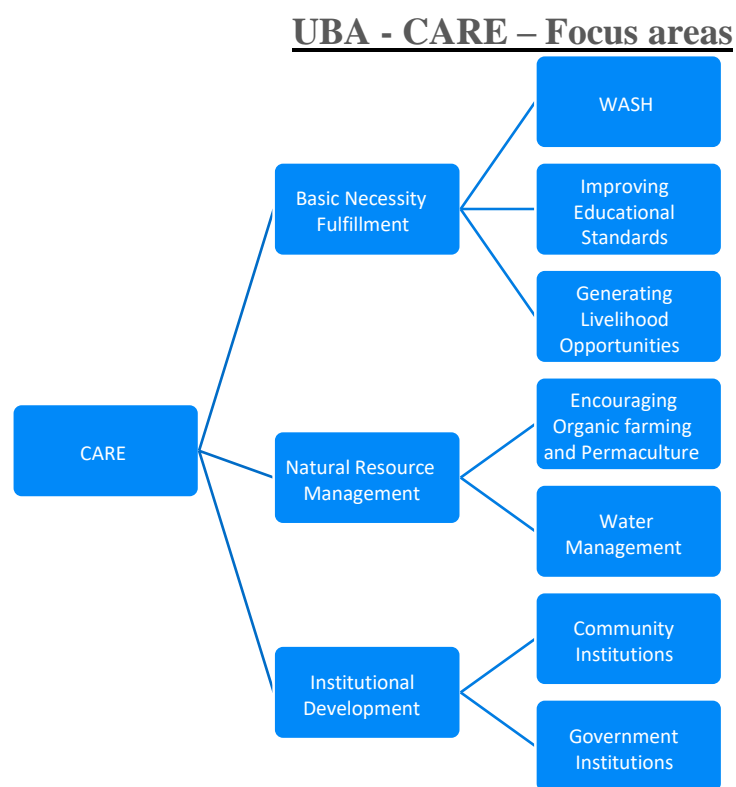 UBA - CARE – Focus areas
WASH
Basic Necessity
Fulfillment
Improving
Educational
Standards
Generating
Livelihood
Opportunities
CARE
Natural Resource
Management
Encouraging
Organic farming
and Permaculture
Water
Management
Institutional
Development
Community
Institutions
Government
Institutions